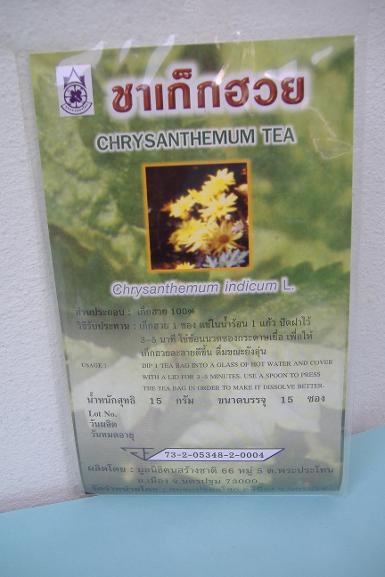 ชาเก็กฮวย
CHRYSANTHEMUM TEA
Chrysanthemum indicum L.
ส่วนประกอบ : เก็กฮวย 100%
วิธีรับประทาน : เก็กฮวย 1 ซอง แช่ในน้ำร้อน 1 แก้ว ปิดฝาไว้
3-5 นาที ใช้ช้อนนวดซองกระดาษเยื่อ เพื่อให้
เก็กฮวยละลายดีขึ้น ดื่มขณะยังอุ่น
USAGE : DIP 1 TEA BAG INTO A GLASS OF HOT WATER AND COVER
WITH A LID FOR 3-5 MINUTES. USE A SPOON TO PRESS
THE TEA BAG IN ORDER TO MAKE IT DISSOLVE BETTER.
น้ำหนักสุทธิ 15 กรัม ขนาดบรรจุ 15 ซอง
Lot No.
วันผลิต
วันหมดอายุ
73-2-05348-2-0004
ผลิตโดย : มูลนิธิคนสร้างชาติ 66 หมู่ 5 ต.พระประโทน
อ.เมือง จ.นครปฐม 73000